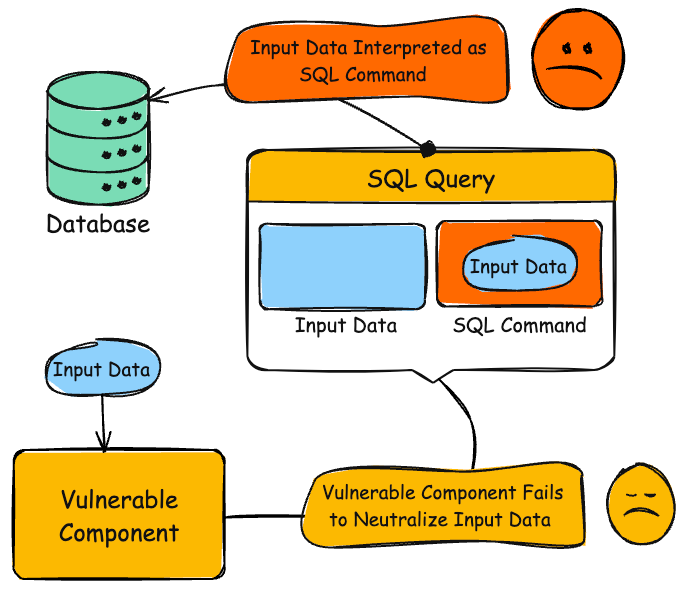 Input Data Interpreted as
SQL Command
Database
SQL Query
Input Data
Input Data
SQL Command
Input Data
Vulnerable
Component
Vulnerable Component Fails
to Neutralize Input Data